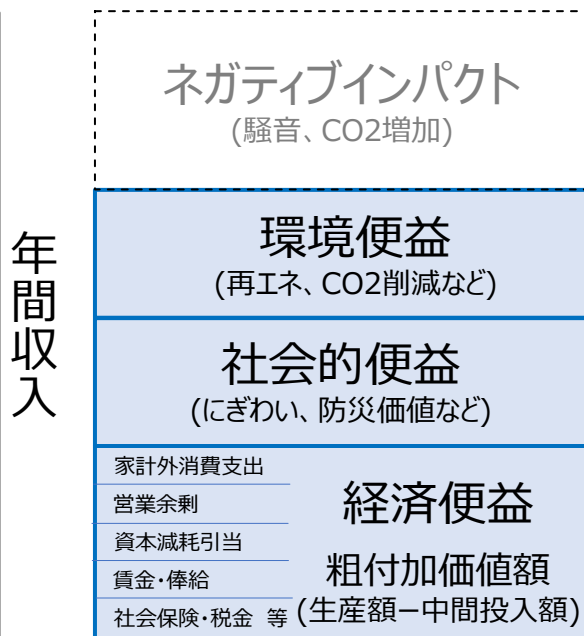 年間収入
ネガティブインパクト
(騒音、CO2増加)
環境便益
(再エネ、CO2削減など)
社会的便益
(にぎわい、防災価値など)
家計外消費支出
営業余剰
資本減耗引当
賃金・俸給
社会保険・税金 等
経済便益
粗付加価値額
(生産額−中間投入額)